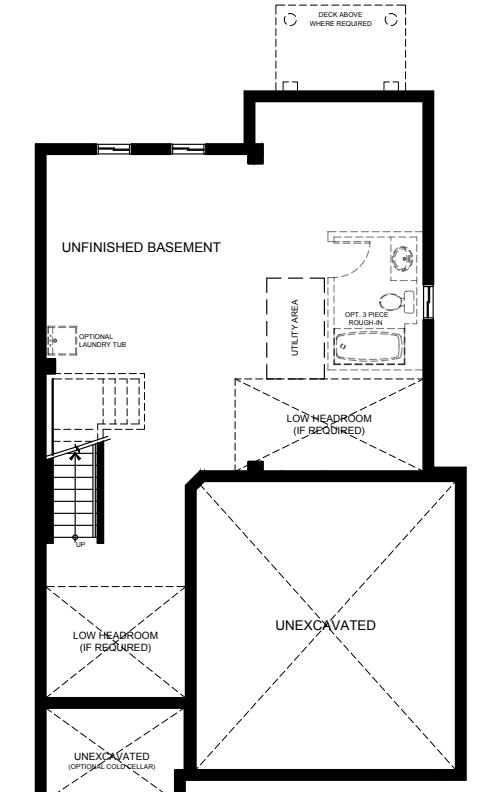 DECK ABOVE
WHERE REQUIRED
UNFINISHED BASEMENT
UTILITY AREA
OPT. 3 PIECE
ROUGH-IN
OPTIONAL
LAUNDRY TUB
LOW HEADROOM
(IF REQUIRED)
UP
UNEXCAVATED
LOW HEADROOM
(IF REQUIRED)
UNEXCAVATED
(OPTIONAL COLD CELLAR)